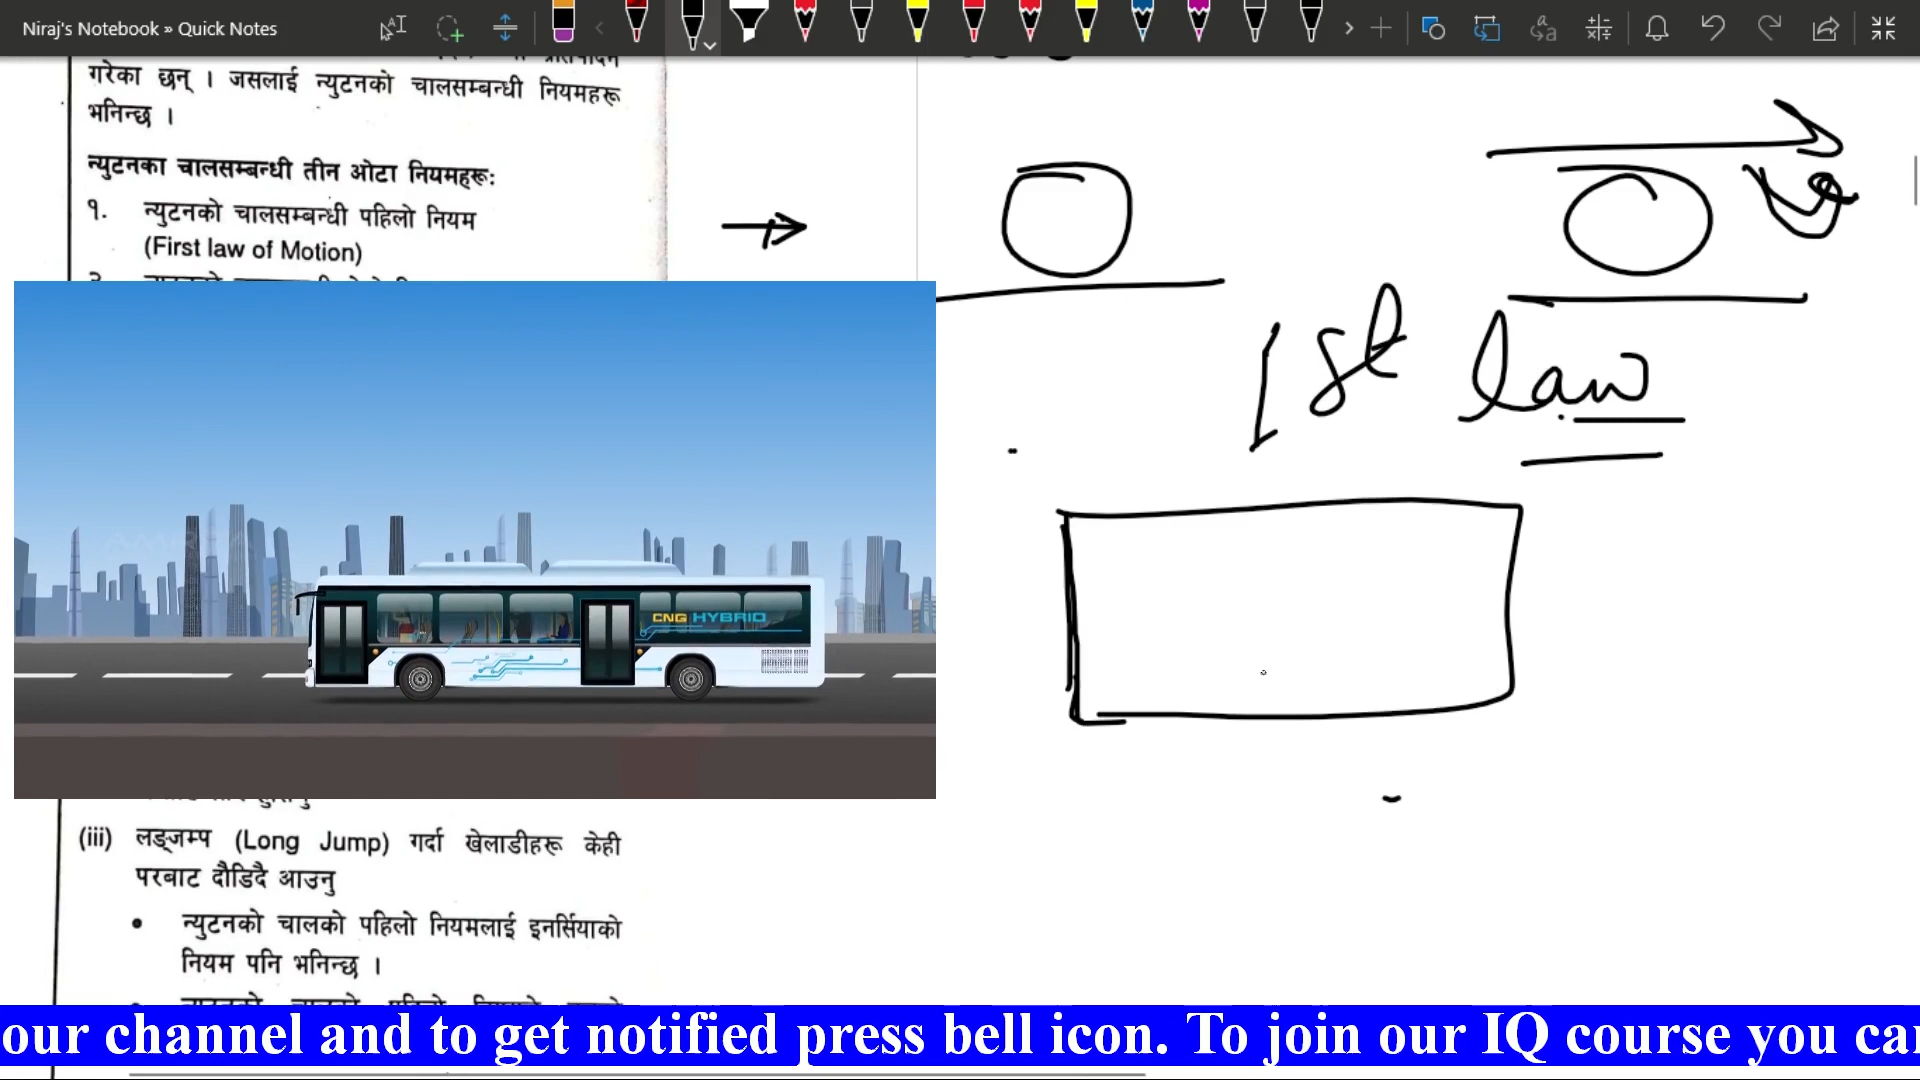 Niraj's Notebook » Quick Notes
गरेका छन् । जसलाई न्युटनको चालसम्बन्धी नियमहरू
भनिन्छ ।
न्युटनका चालसम्बन्धी तीन ओटा नियमहरूः
१. न्युटनको चालसम्बन्धी पहिलो नियम
(First law of Motion)
1st law
CNG HYBRID
(iii) लङ्जम्प (Long Jump) गर्दा खेलाडीहरू केही
परबाट दौडिदै आउनु
• न्युटनको चालको पहिलो नियमलाई इनर्सियाको
नियम पनि भनिन्छ ।
our channel and to get notified press bell icon. To join our IQ course you can